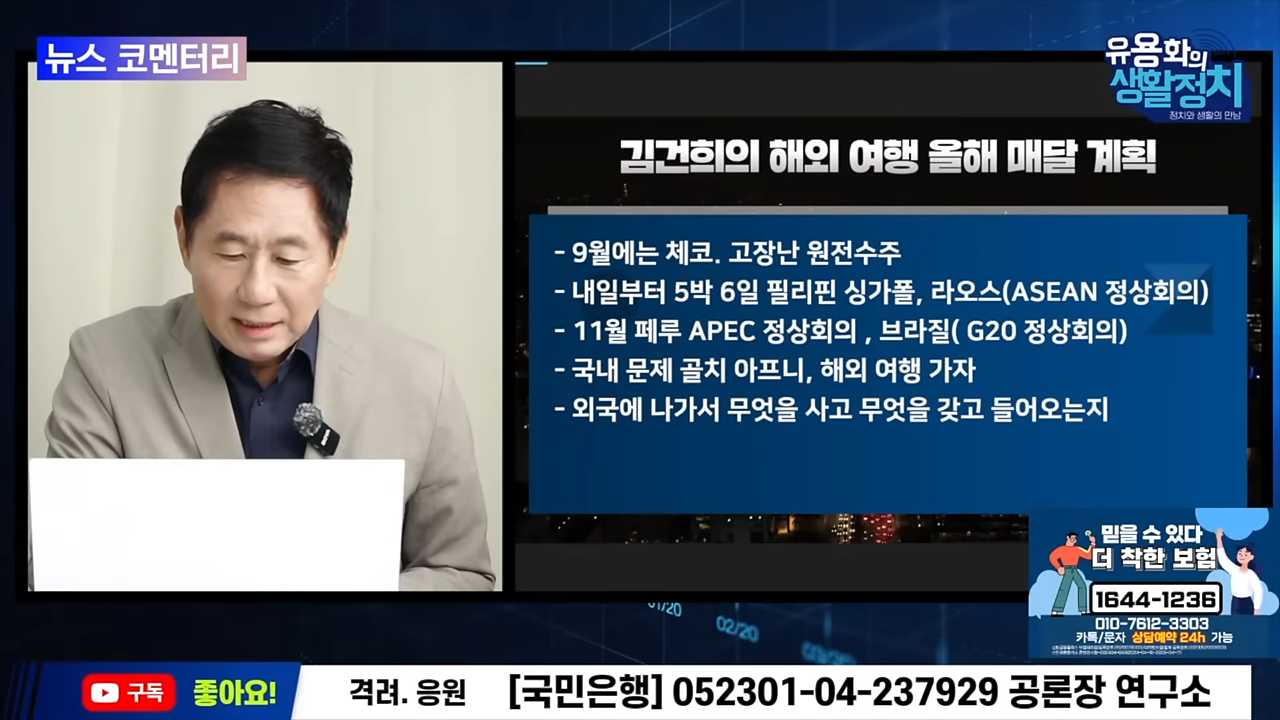 뉴스 코멘터리
유용화의
생활정치
정치와 생활의 만남
김건희의 해외 여행 올해 매달 계획
- 9월에는 체코. 고장난 원전수주
- 내일부터 5박 6일 필리핀 싱가폴, 라오스(ASEAN 정상회의)
- 11월 페루 APEC 정상회의 , 브라질( G20 정상회의)
- 국내 문제 골치 아프니, 해외 여행 가자
- 외국에 나가서 무엇을 사고 무엇을 갖고 들어오는지
믿을 수 있다
더 착한 보험
1644-1236
010-7612-3303
카톡/문자 상담예약 24h 가능
01/20
02/20
구독 좋아요! 격려. 응원 [국민은행] 052301-04-237929 공론장 연구소